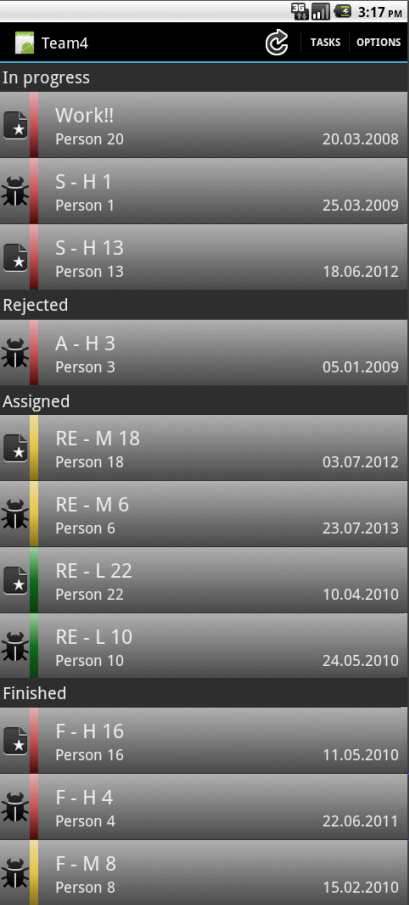 3G 3:17 PM
Team4 TASKS OPTIONS
In progress
Work!!
Person 20 20.03.2008
S - H 1
Person 1 25.03.2009
S - H 13
Person 13 18.06.2012
Rejected
A - H 3
Person 3 05.01.2009
Assigned
RE - M 18
Person 18 03.07.2012
RE - M 6
Person 6 23.07.2013
RE - L 22
Person 22 10.04.2010
RE - L 10
Person 10 24.05.2010
Finished
F - H 16
Person 16 11.05.2010
F - H 4
Person 4 22.06.2011
F - M 8
Person 8 15.02.2010